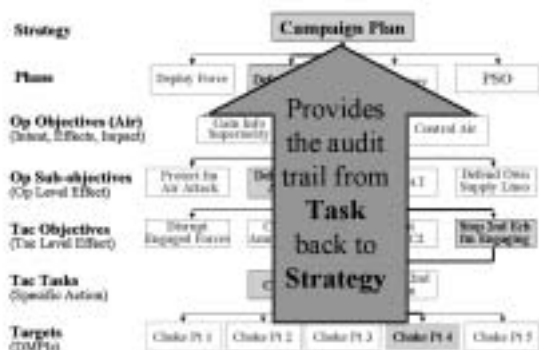 Strategy
Campaign Plan
Phase
Deploy Force
PSO
Op Objectives (Air)
(Intent, Effects, Impact)
Gain Info
Superiority
Control Air
Op Sub-objectives
(Op Level Effect)
Protect fm
Air Attack
Defend Own
Supply Lines
Tac Objectives
(Tac Level Effect)
Disrupt
Engaged Forces
C2
Stop 2nd Ech
fm Engaging
Tac Tasks
(Specific Action)
2nd
Targets
(DMPIs)
Choke Pt 1
Choke Pt 2
Choke Pt 3
Choke Pt 4
Choke Pt 5
Provides
the audit
trail from
Task
back to
Strategy